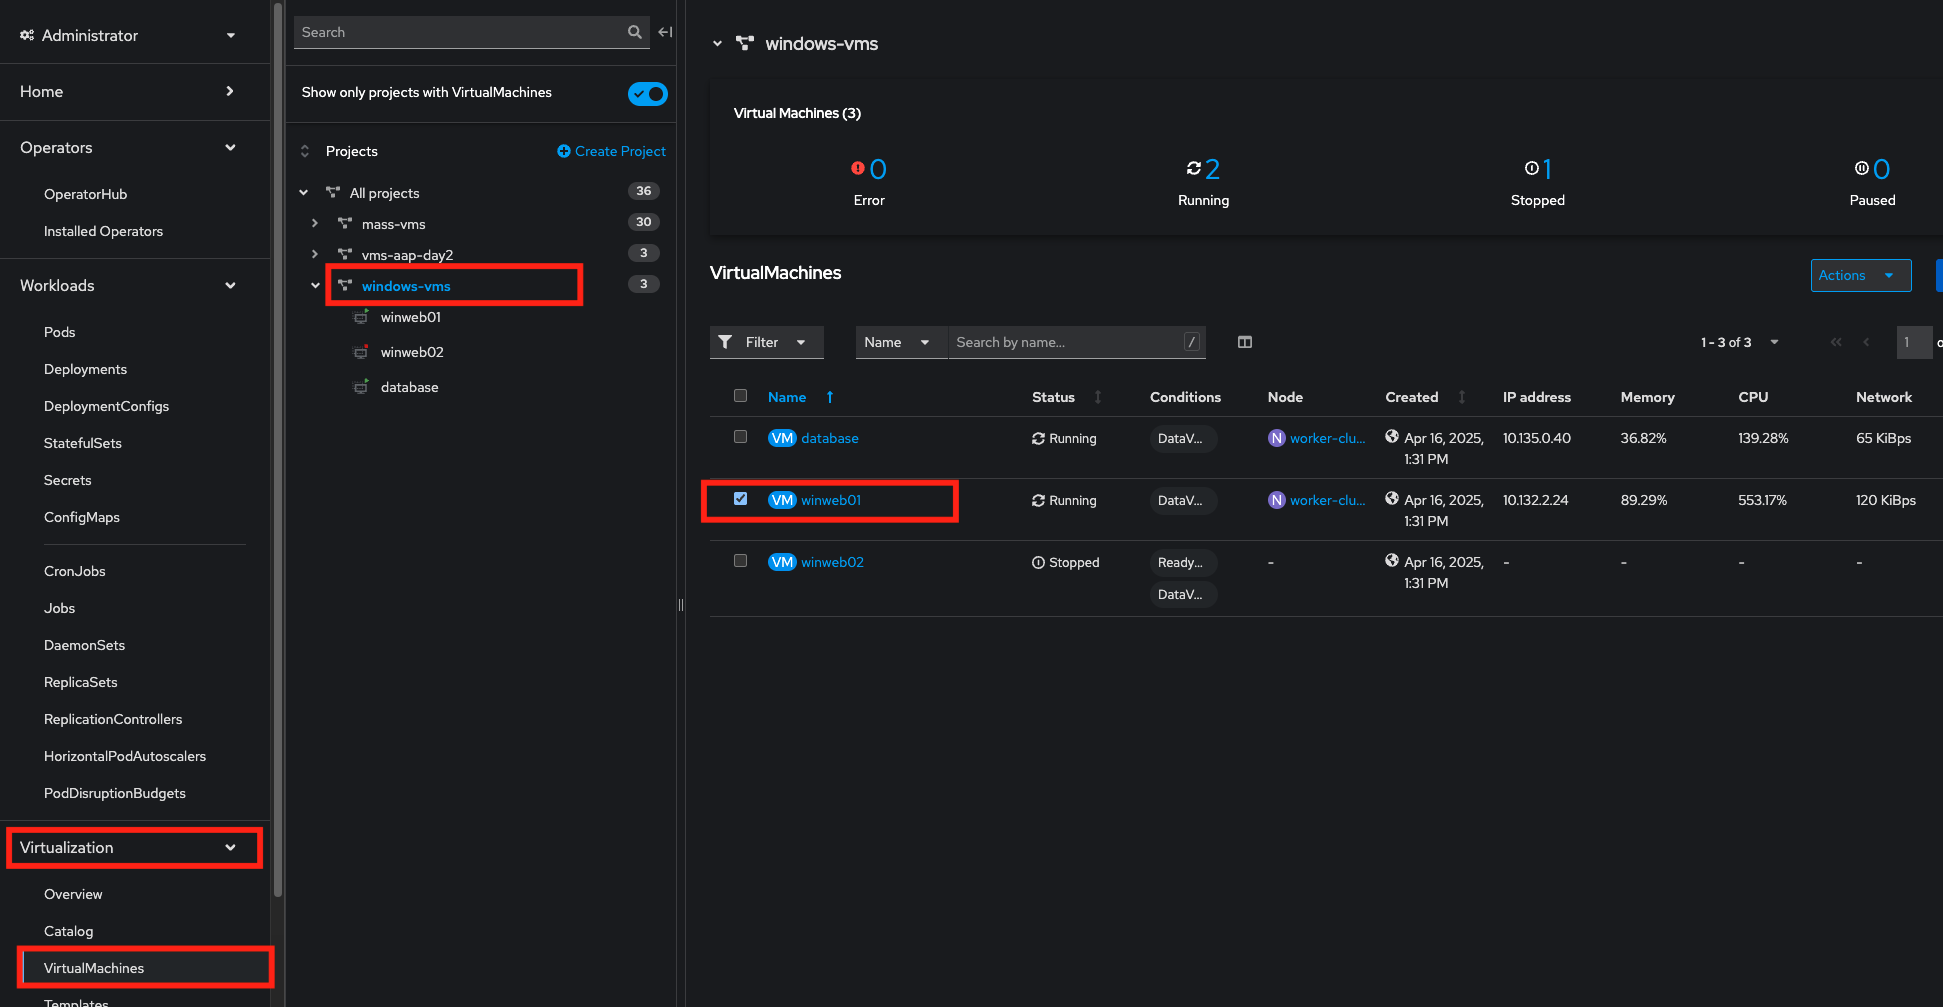 Administrator
Home
Operators
OperatorHub
Installed Operators
Workloads
Pods
Deployments
DeploymentConfigs
StatefulSets
Secrets
ConfigMaps
CronJobs
Jobs
DaemonSets
ReplicaSets
ReplicationControllers
HorizontalPodAutoscalers
PodDisruptionBudgets
Virtualization
Overview
Catalog
VirtualMachines
Templates
Search
Show only projects with VirtualMachines
Projects Create Project
All projects 36
mass-vms 30
vms-aap-day2 3
windows-vms 3
winweb01
winweb02
database
windows-vms
Virtual Machines (3)
0 2 1 0
Error Running Stopped Paused
VirtualMachines
Actions
Filter Name Search by name... / 1 - 3 of 3 1
Name Status Conditions Node Created IP address Memory CPU Network
VM database Running DataV... N worker-clu... Apr 16, 2025, 10.135.0.40 36.82% 139.28% 65 KiBps
1:31 PM
VM winweb01 Running DataV... N worker-clu... Apr 16, 2025, 10.132.2.24 89.29% 553.17% 120 KiBps
1:31 PM
VM winweb02 Stopped Ready... - Apr 16, 2025, - - - -
DataV... 1:31 PM